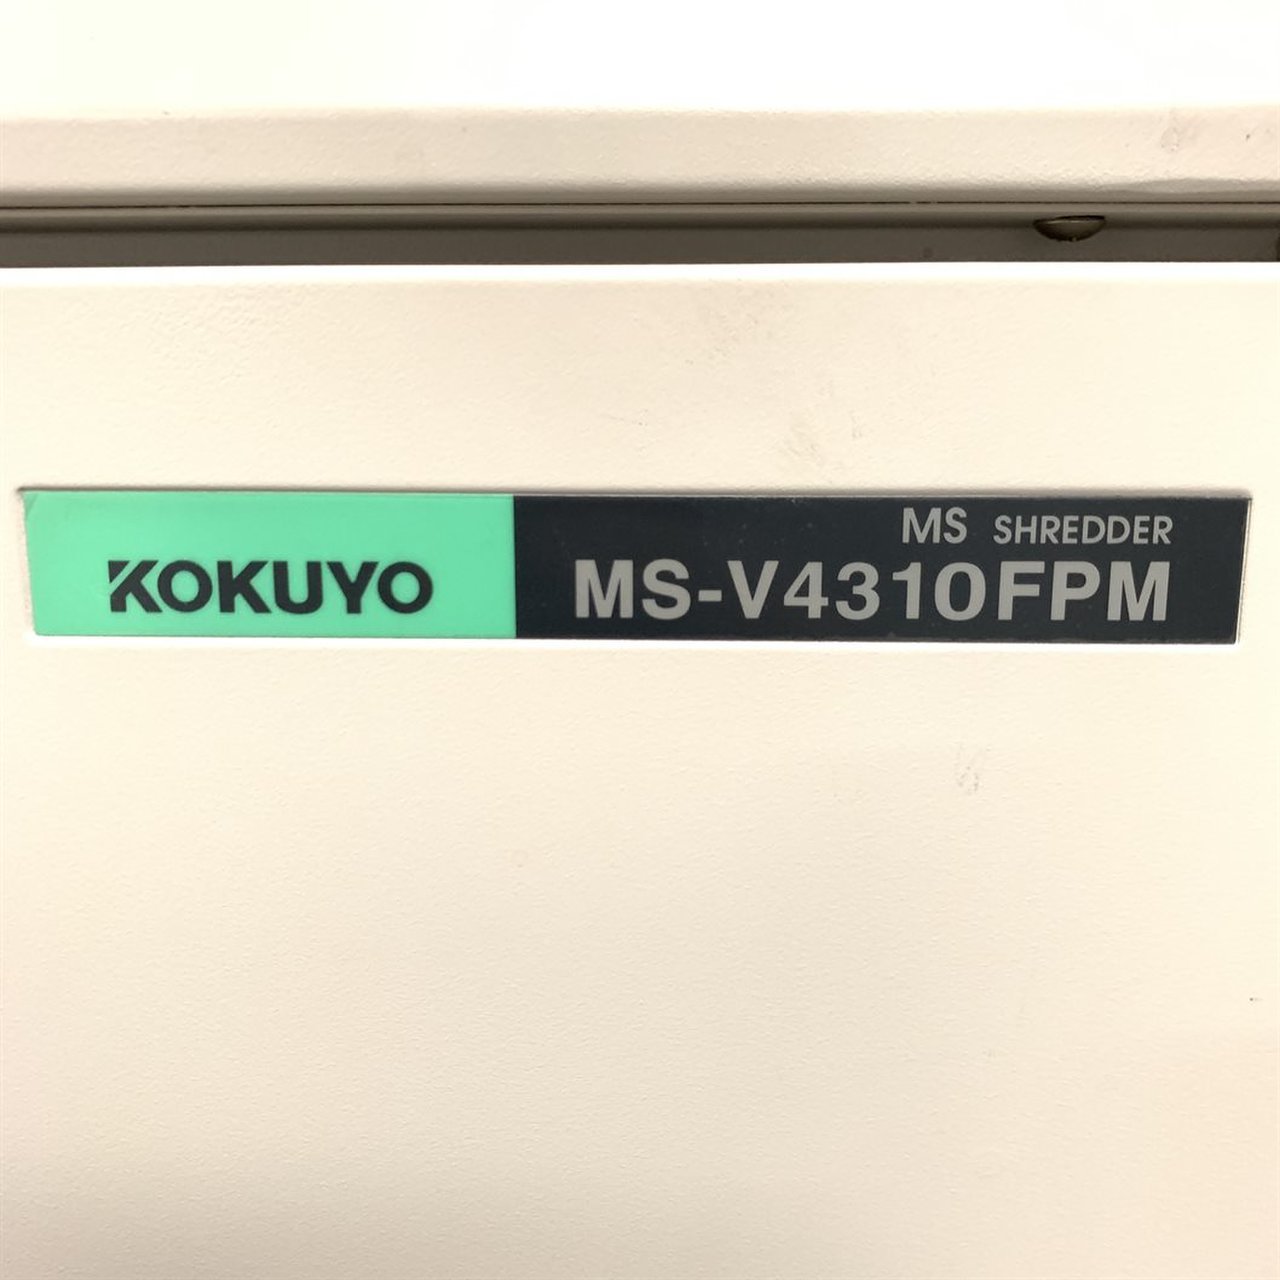 KOKUYO
MS SHREDDER
MS-V4310FPM